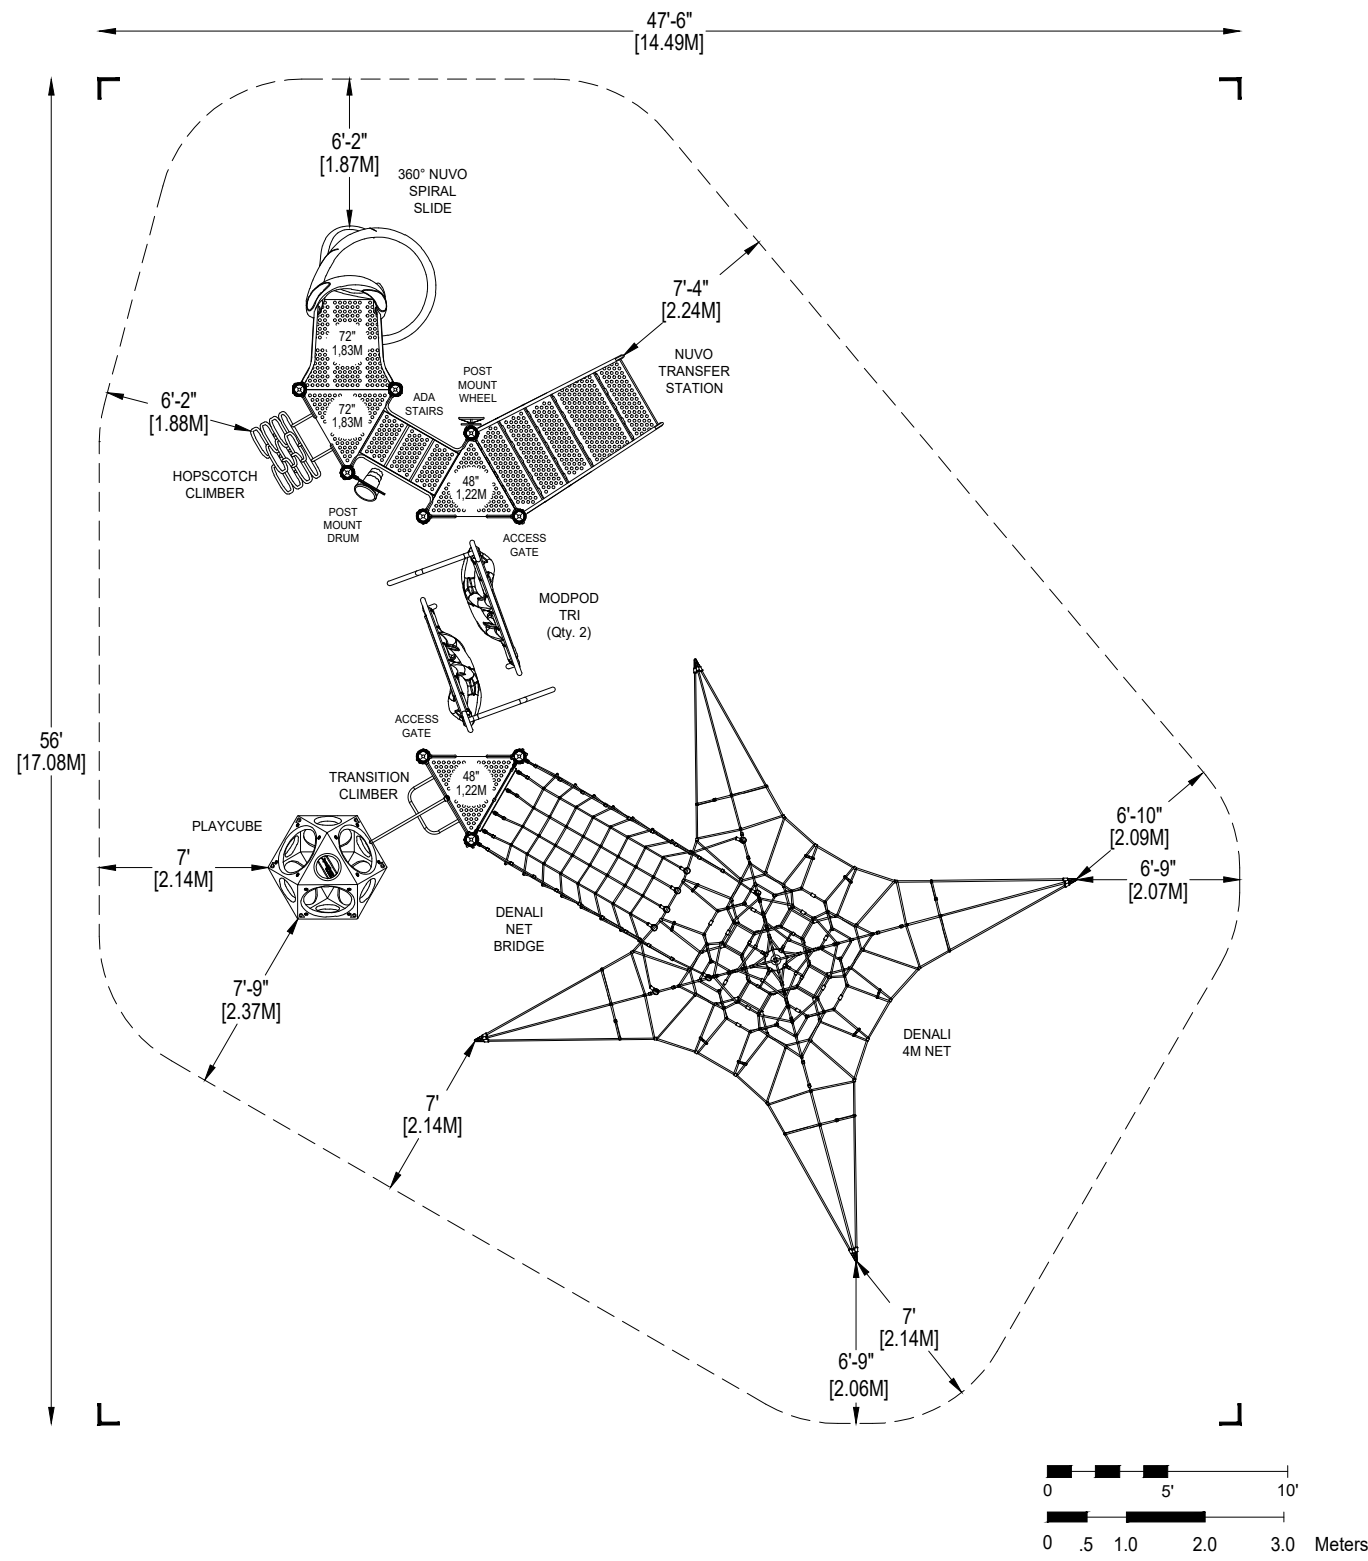 47'-6"
[14.49M]
6'-2"
[1.87M]
360° NUVO
SPIRAL
SLIDE
7'-4"
[2.24M]
72"
1,83M
NUVO
TRANSFER
STATION
POST
MOUNT
WHEEL
ADA
STAIRS
6'-2"
[1.88M]
72"
1,83M
HOPSCOTCH
CLIMBER
48"
1,22M
POST
MOUNT
DRUM
ACCESS
GATE
MODPOD
TRI
(Qty. 2)
ACCESS
GATE
56'
[17.08M]
TRANSITION
CLIMBER
48"
1,22M
PLAYCUBE
6'-10"
[2.09M]
7'
[2.14M]
6'-9"
[2.07M]
DENALI
NET
BRIDGE
7'-9"
[2.37M]
DENALI
4M NET
7'
[2.14M]
7'
[2.14M]
6'-9"
[2.06M]
0 5' 10'
0 .5 1.0 2.0 3.0 Meters